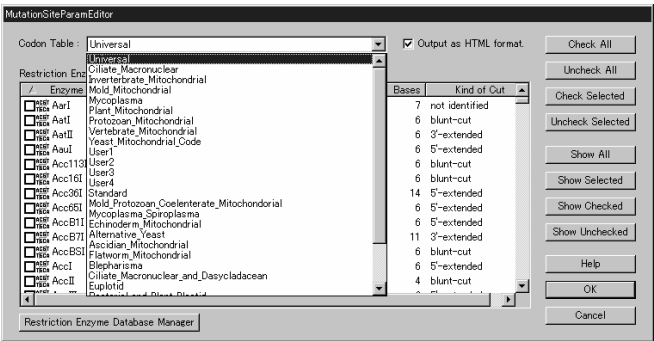 MutationSiteParamEditor
Codon Table : Universal
Output as HTML format.
Universal
Ciliate_Macronuclear
Inverterbrate_Mitochondrial
Mold_Mitochondrial
Mycoplasma
Plant_Mitochondrial
Protozoan_Mitochondrial
Vertebrate_Mitochondrial
Yeast_Mitochondrial_Code
User1
User2
User3
User4
Standard
Mold_Protozoan_Coelenterate_Mitochondorial
Mycoplasma_Spiroplasma
Echinoderm_Mitochondrial
Alternative_Yeast
Ascidian_Mitochondrial
Flatworm_Mitochondrial
Blepharisma
Ciliate_Macronuclear_and_Dasycladacean
Euplotid
Restriction Enz
/ Enzyme Bases Kind of Cut
AarI 7 not identified
AatI 6 blunt-cut
AatII 6 3'-extended
AauI 6 5'-extended
Acc113I 6 blunt-cut
Acc16I 6 blunt-cut
Acc36I 14 5'-extended
Acc65I 6 5'-extended
AccB1I 6 5'-extended
AccB7I 11 3'-extended
AccBSI 6 blunt-cut
AccI 6 5'-extended
AccII 4 blunt-cut
Restriction Enzyme Database Manager
Check All
Uncheck All
Check Selected
Uncheck Selected
Show All
Show Selected
Show Checked
Show Unchecked
Help
OK
Cancel